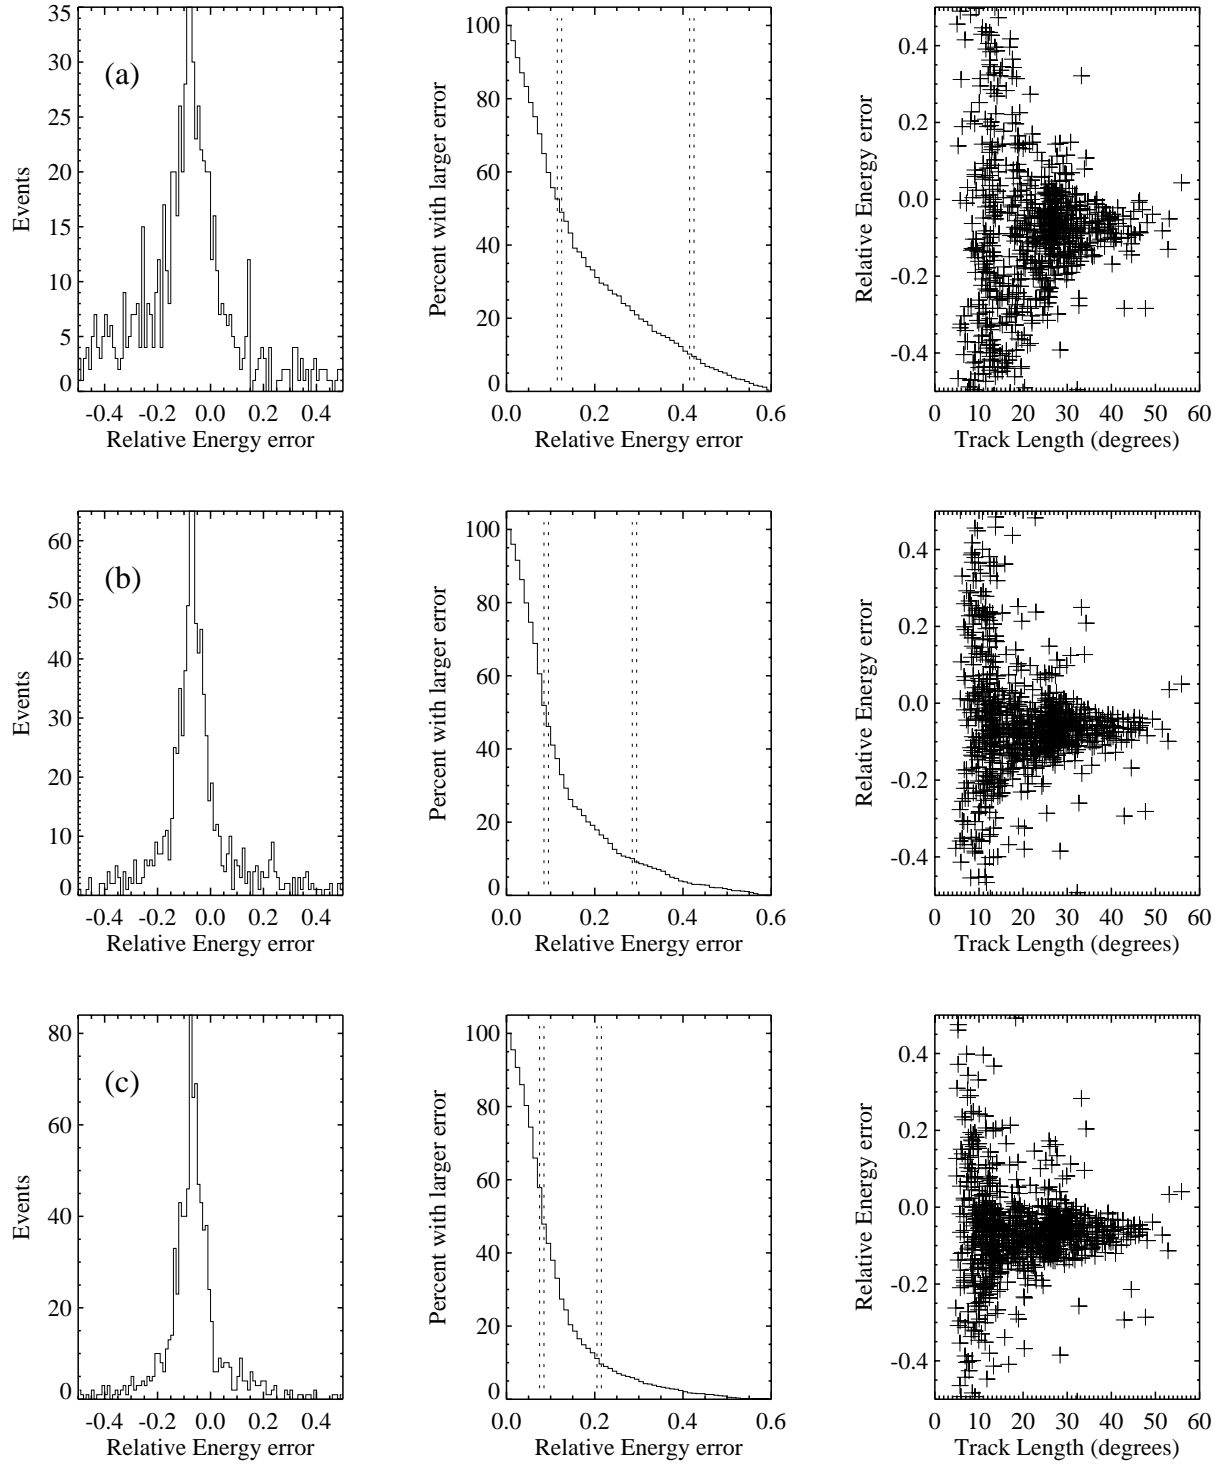 35
30
25
20
15
10
5
0
Events
(a)
-0.4 -0.2 0.0 0.2 0.4
Relative Energy error
100
80
60
40
20
0
Percent with larger error
0.0 0.2 0.4 0.6
Relative Energy error
0.4
0.2
0.0
-0.2
-0.4
Relative Energy error
0 10 20 30 40 50 60
Track Length (degrees)
60
50
40
30
20
10
0
Events
(b)
-0.4 -0.2 0.0 0.2 0.4
Relative Energy error
100
80
60
40
20
0
Percent with larger error
0.0 0.2 0.4 0.6
Relative Energy error
0.4
0.2
0.0
-0.2
-0.4
Relative Energy error
0 10 20 30 40 50 60
Track Length (degrees)
80
60
40
20
0
Events
(c)
-0.4 -0.2 0.0 0.2 0.4
Relative Energy error
100
80
60
40
20
0
Percent with larger error
0.0 0.2 0.4 0.6
Relative Energy error
0.4
0.2
0.0
-0.2
-0.4
Relative Energy error
0 10 20 30 40 50 60
Track Length (degrees)